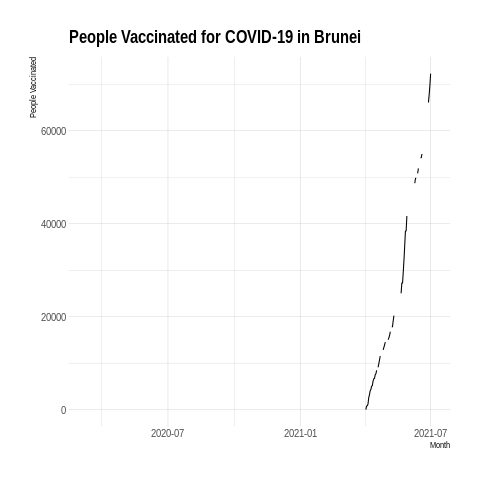 People Vaccinated for COVID-19 in Brunei
People Vaccinated
60000
40000
20000
0
2020-07
2021-01
2021-07
Month